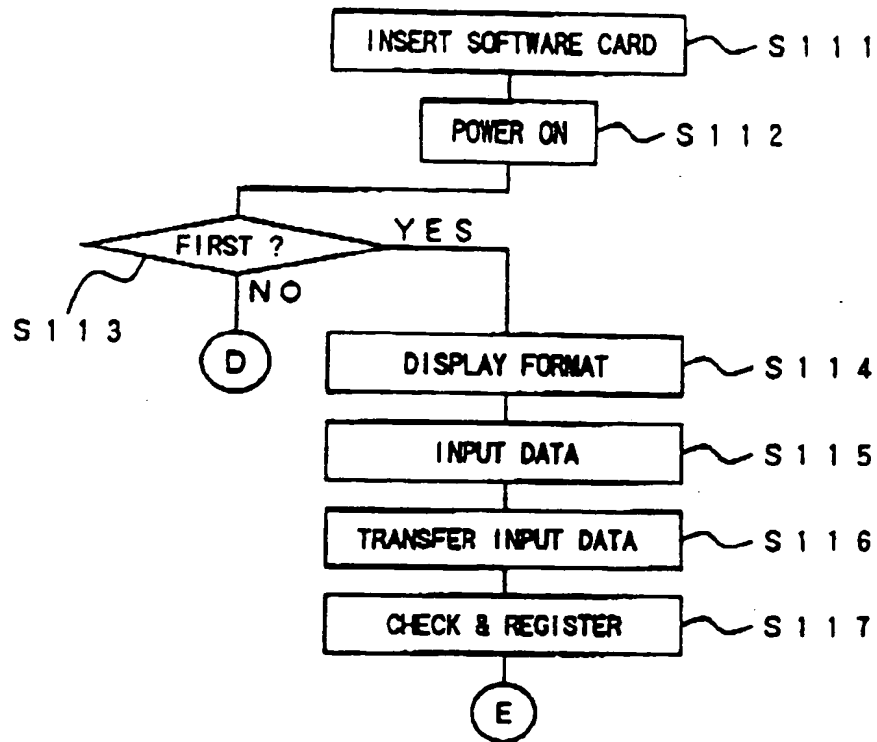 INSERT SOFTWARE CARD S111
POWER ON S112
FIRST ? YES
NO
S113
D
DISPLAY FORMAT S114
INPUT DATA S115
TRANSFER INPUT DATA S116
CHECK & REGISTER S117
E